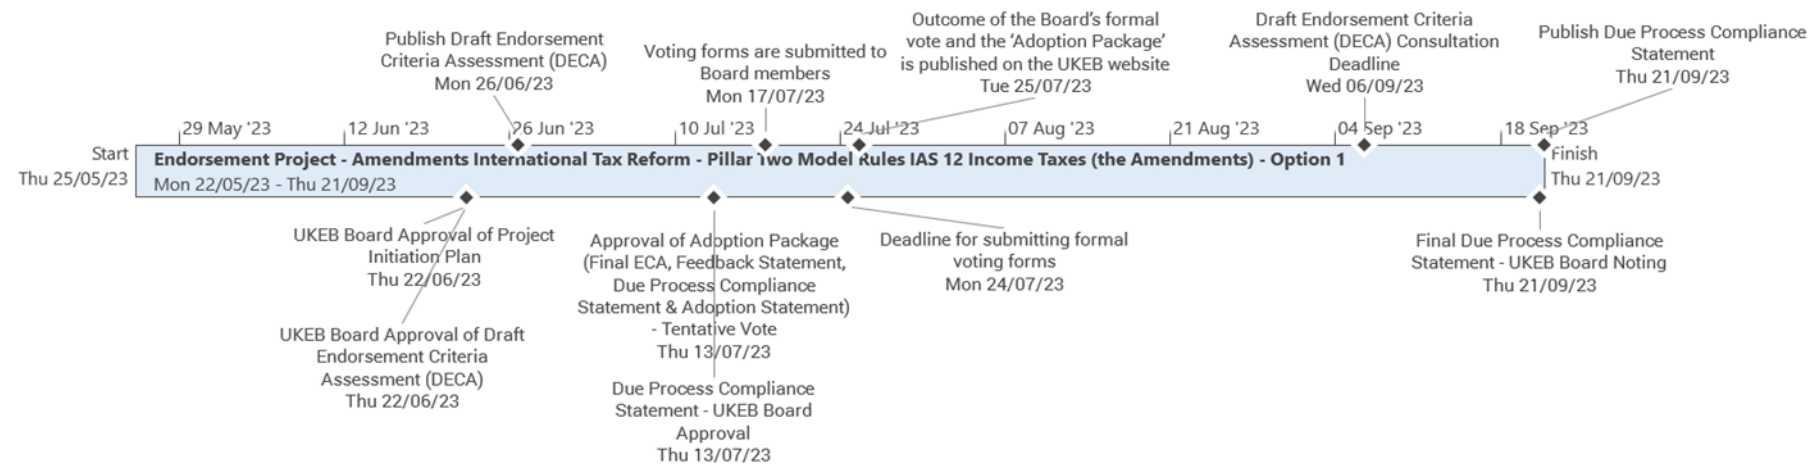 Publish Draft Endorsement
Criteria Assessment (DECA)
Mon 26/06/23
Voting forms are submitted to
Board members
Mon 17/07/23
Outcome of the Board's formal
vote and the ‘Adoption Package’
is published on the UKEB website
Tue 25/07/23
Draft Endorsement Criteria
Assessment (DECA) Consultation
Deadline
Wed 06/09/23
Publish Due Process Compliance
Statement
Thu 21/09/23
29 May '23
12 Jun '23
26 Jun '23
10 Jul '23
24 Jul '23
07 Aug '23
21 Aug '23
04 Sep '23
18 Sep '23
Start
Thu 25/05/23
Endorsement Project - Amendments International Tax Reform - Pillar Two Model Rules IAS 12 Income Taxes (the Amendments) - Option 1
Mon 22/05/23 - Thu 21/09/23
Finish
Thu 21/09/23
UKEB Board Approval of Project
Initiation Plan
Thu 22/06/23
UKEB Board Approval of Draft
Endorsement Criteria
Assessment (DECA)
Thu 22/06/23
Approval of Adoption Package
(Final ECA, Feedback Statement,
Due Process Compliance
Statement & Adoption Statement)
- Tentative Vote
Thu 13/07/23
Due Process Compliance
Statement - UKEB Board
Approval
Thu 13/07/23
Deadline for submitting formal
voting forms
Mon 24/07/23
Final Due Process Compliance
Statement - UKEB Board Noting
Thu 21/09/23